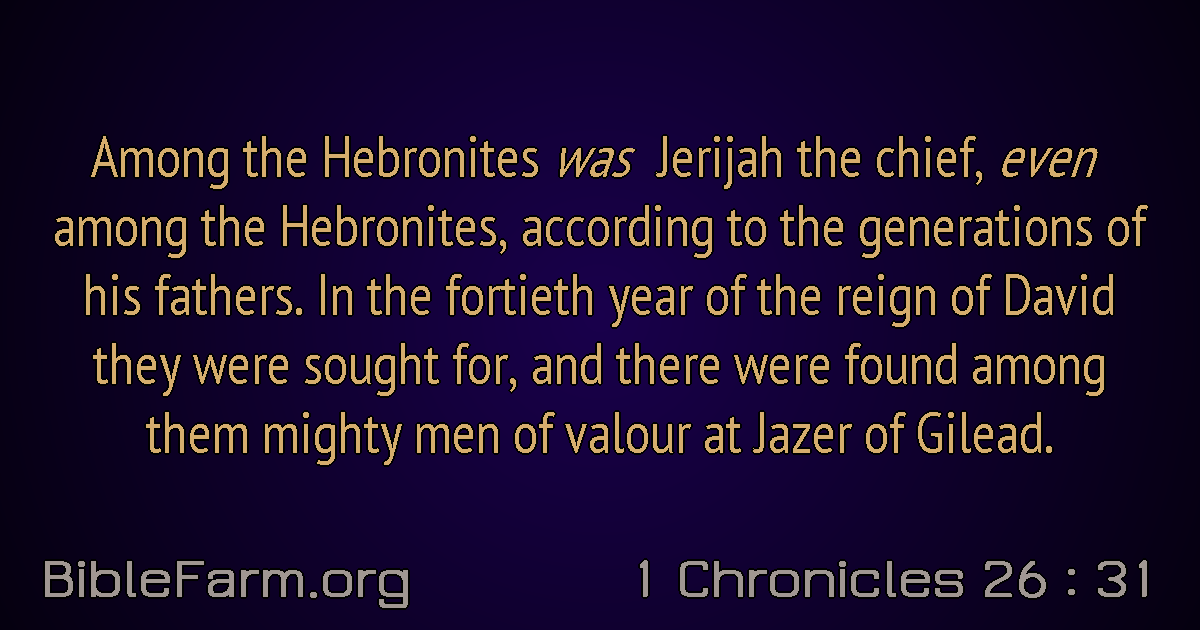 Among the Hebronites was Jerijah the chief, even
among the Hebronites, according to the generations of
his fathers. In the fortieth year of the reign of David
they were sought for, and there were found among
them mighty men of valour at Jazer of Gilead.
BibleFarm.org
1 Chronicles 26 : 31